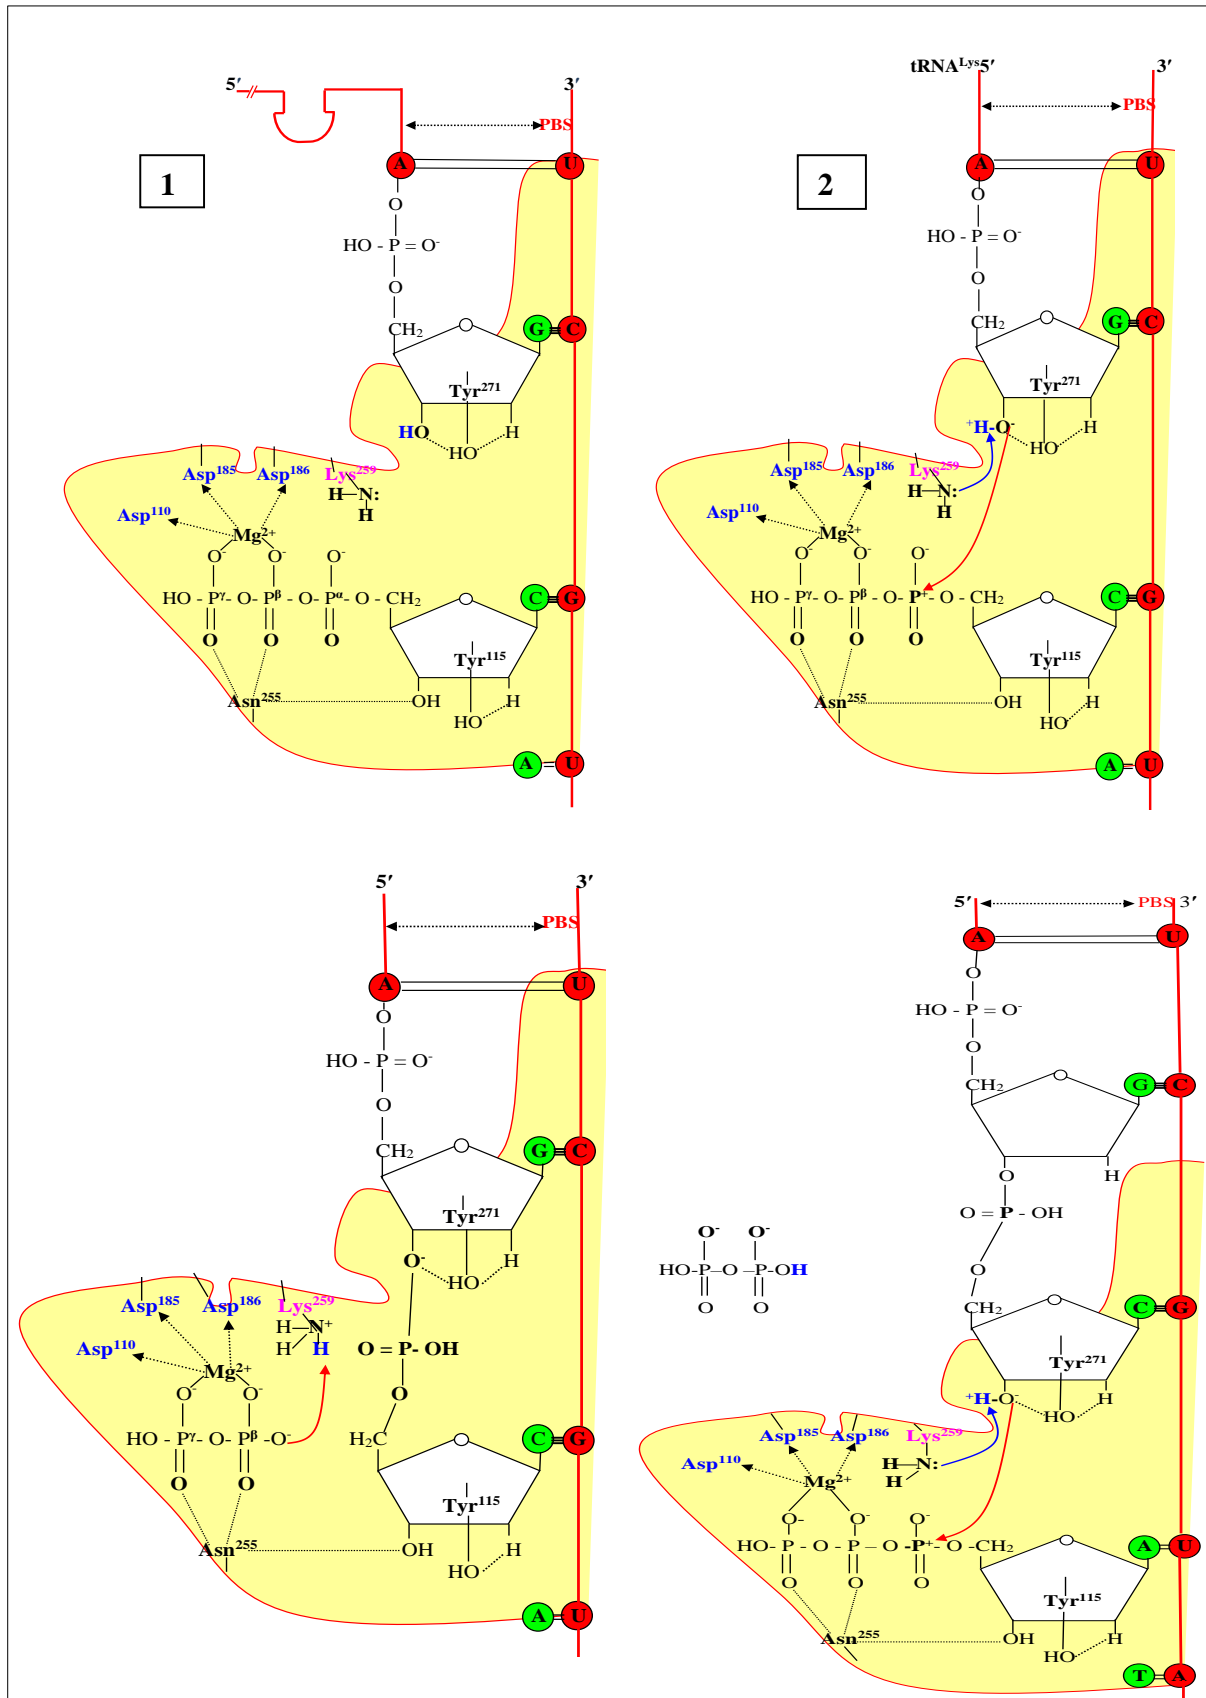 5′ 3′
PBS
1
A U
O
HO - P = O⁻
O
CH₂ O G C
Tyr²⁷¹
HO HO H
Asp¹⁸⁵ Asp¹⁸⁶ Lys²⁵⁹
H N:
H
Asp¹¹⁰
Mg²⁺
O⁻ O⁻ O⁻
HO - Pᵞ- O- Pᵝ - O- Pᵅ - O - CH₂ O C G
O O O
Tyr¹¹⁵
Asn²⁵⁵ OH HO H
A U
tRNAᴸʸˢ5′ 3′
PBS
2
A U
O
HO - P = O⁻
O
CH₂ O G C
Tyr²⁷¹
⁺H-O⁻ HO H
Asp¹⁸⁵ Asp¹⁸⁶ Lys²⁵⁹
H N:
H
Asp¹¹⁰
Mg²⁺
O⁻ O⁻ O⁻
HO - Pᵞ- O- Pᵝ - O- P⁺ - O - CH₂ O C G
O O O
Tyr¹¹⁵
Asn²⁵⁵ OH HO H
A U
5′ 3′
PBS
A U
O
HO - P = O⁻
O
CH₂ O G C
Tyr²⁷¹
O⁻ HO H
Asp¹⁸⁵ Asp¹⁸⁶ Lys²⁵⁹
H N⁺
H H
Asp¹¹⁰
O = P- OH
Mg²⁺
O⁻ O⁻ O
HO - Pᵞ- O - Pᵝ - O⁻ H₂C O C G
O O
Tyr¹¹⁵
Asn²⁵⁵ OH HO H
A U
5′ PBS 3′
A U
O
HO - P = O⁻
O
CH₂ O G C
O H
O = P - OH
O⁻ O⁻
HO-P-O-P-OH
O O
O
CH₂ O C G
Tyr²⁷¹
⁺H-O⁻ HO H
Asp¹⁸⁵ Asp¹⁸⁶ Lys²⁵⁹
H N:
H
Asp¹¹⁰
Mg²⁺
O- O⁻ O⁻
HO-P - O - P - O -P⁺- O -CH₂ O A U
O O O
Tyr¹¹⁵
Asn²⁵⁵ OH HO H
T A